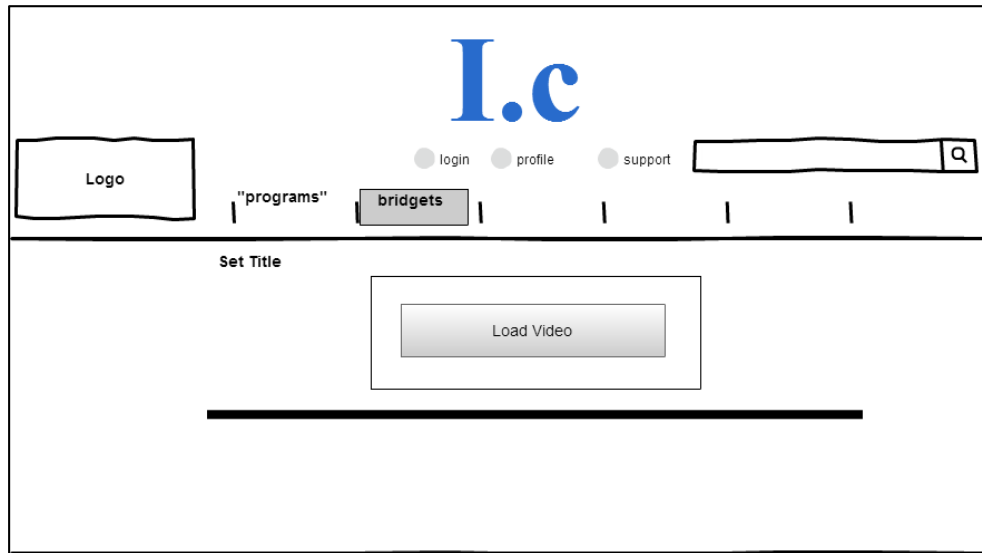 I.c
Logo
login profile support
"programs" bridgets
Set Title
Load Video